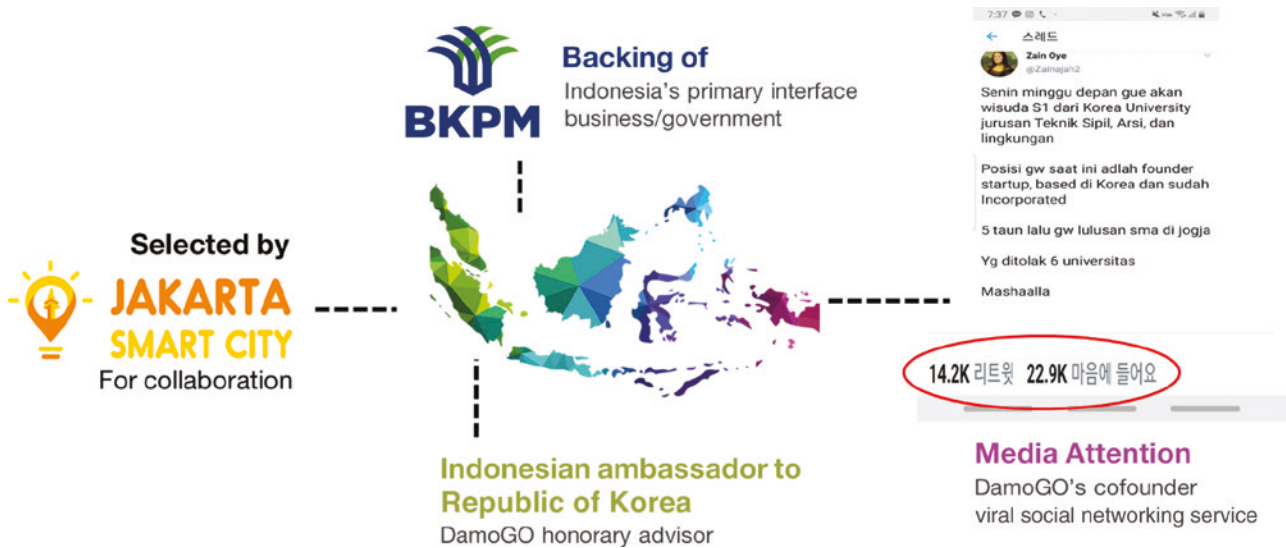 BKPM
Backing of
Indonesia's primary interface
business/government
Selected by
JAKARTA
SMART CITY
For collaboration
Indonesian ambassador to
Republic of Korea
DamoGO honorary advisor
7:37
스레드
Zain Oye
@Zainajah2
Senin minggu depan gue akan
wisuda S1 dari Korea University
jurusan Teknik Sipil, Arsi, dan
lingkungan
Posisi gw saat ini adlah founder
startup, based di Korea dan sudah
Incorporated
5 taun lalu gw lulusan sma di jogja
Yg ditolak 6 universitas
Mashaalla
14.2K 리트윗 22.9K 마음에 들어요
Media Attention
DamoGO's cofounder
viral social networking service